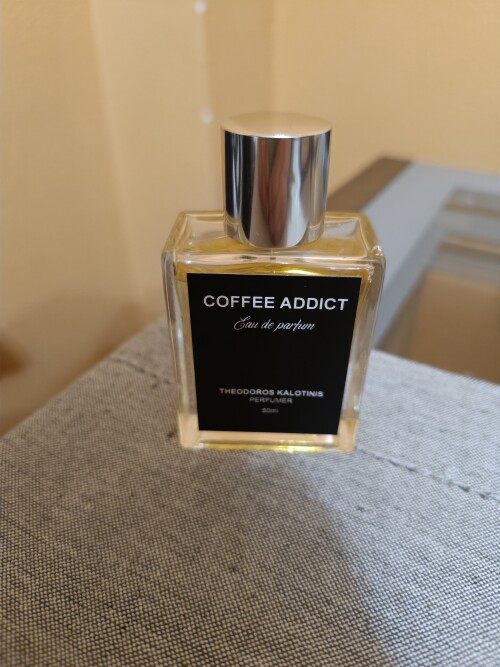 COFFEE ADDICT
Eau de parfum
THEODOROS KALOTINIS
PERFUMER
50ml